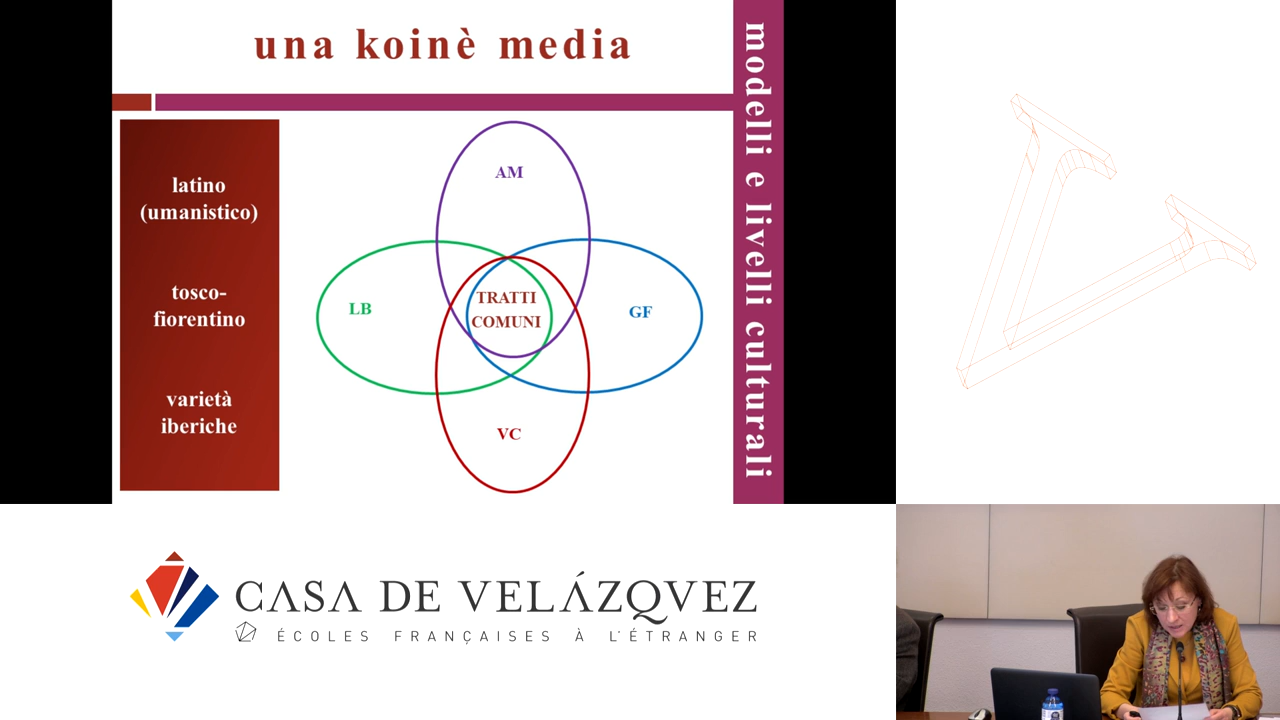 una koinè media
modelli e livelli culturali
latino
(umanistico)
tosco-
fiorentino
varietà
iberiche
AM
LB
TRATTI
COMUNI
GF
VC
CASA DE VELÁZQVEZ
ÉCOLES FRANÇAISES À L'ÉTRANGER